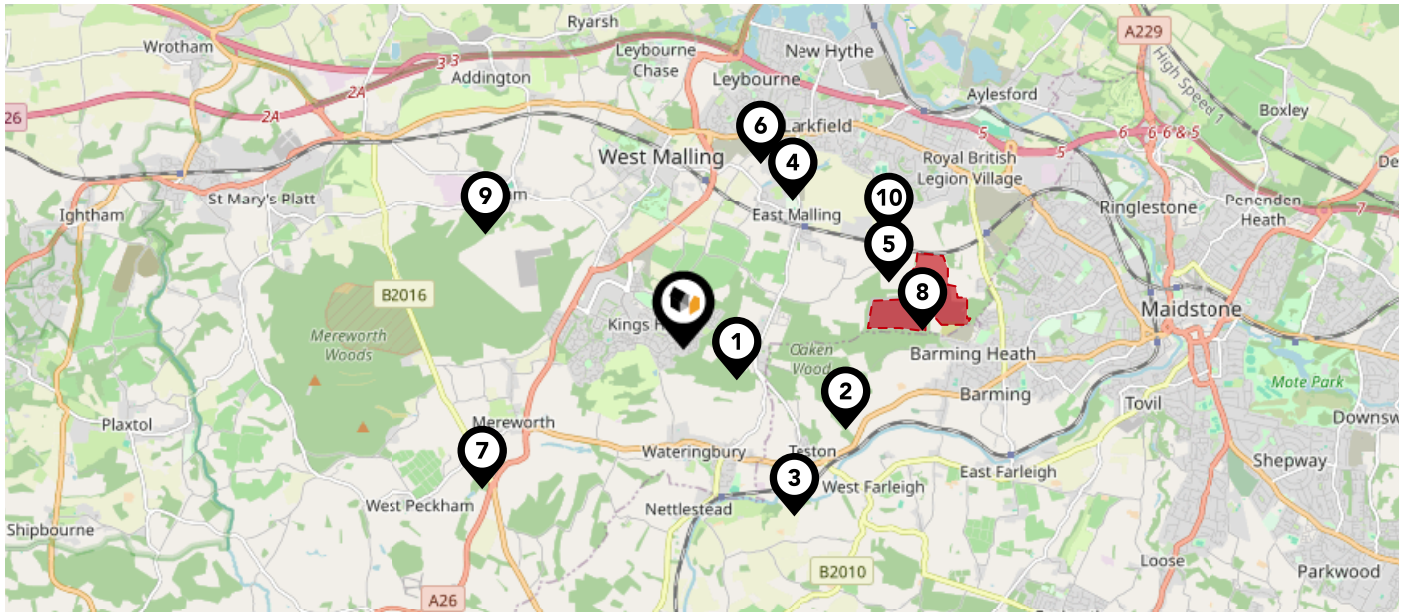 Ryarsh
Wrotham
Leybourne
Chase
New Hythe
A229
High Speed 1
3 3
Addington
Leybourne
2A
Aylesford
Boxley
26
2A
6
Larkfield
5
6
6 6 & 5
West Malling
4
5
Royal British
Legion Village
9
10
St Mary's Platt
Ightham
East Malling
Ringlestone
Penenden
Heath
7
5
B2016
8
Maidstone
Kings
1
Mereworth
Woods
Oaken
Wood
Barming Heath
2
Mote Park
Barming
Tovil
Plaxtol
Mereworth
7
Wateringbury
Teston
3
East Farleigh
Shepway
West Peckham
Nettlestead
West Farleigh
Shipbourne
B2010
Loose
Parkwood
A26